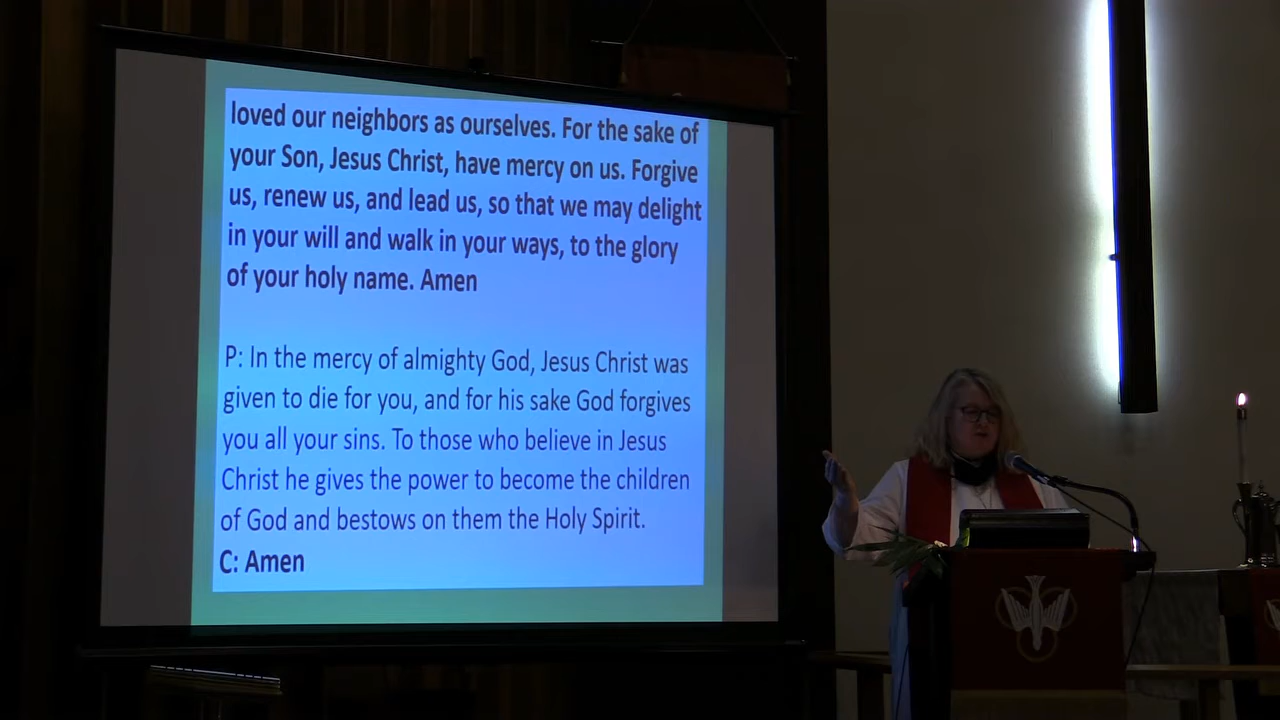 loved our neighbors as ourselves. For the sake of
your Son, Jesus Christ, have mercy on us. Forgive
us, renew us, and lead us, so that we may delight
in your will and walk in your ways, to the glory
of your holy name. Amen
P: In the mercy of almighty God, Jesus Christ was
given to die for you, and for his sake God forgives
you all your sins. To those who believe in Jesus
Christ he gives the power to become the children
of God and bestows on them the Holy Spirit.
C: Amen